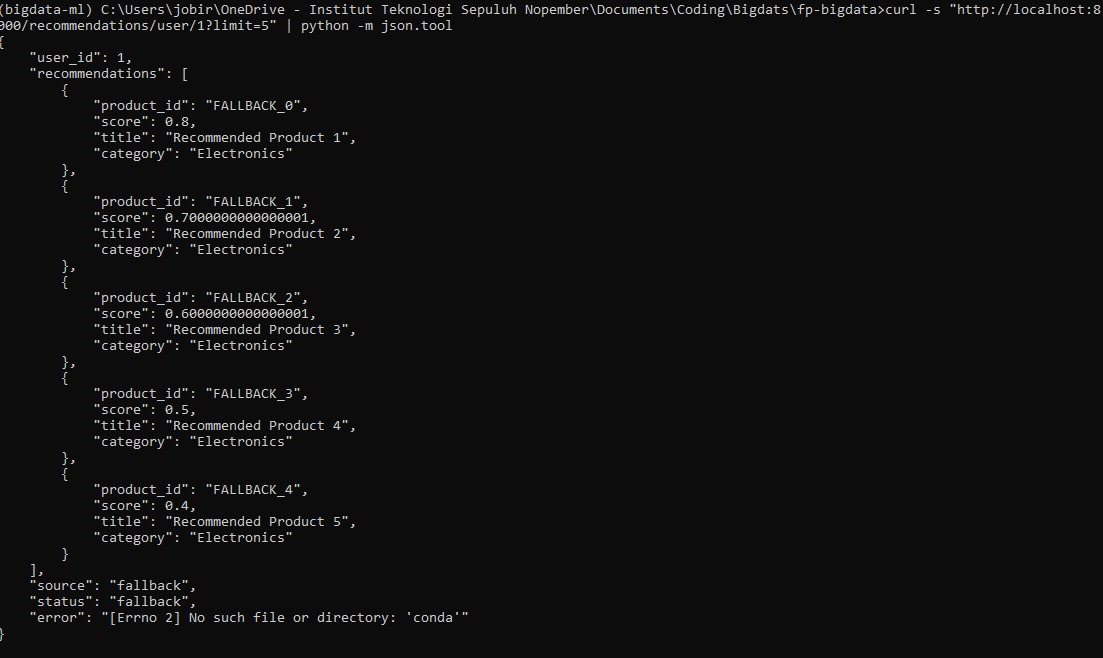 (bigdata-ml) C:\Users\jobir\OneDrive - Institut Teknologi Sepuluh Nopember\Documents\Coding\Bigdats\fp-bigdata>curl -s "http://localhost:8
000/recommendations/user/1?limit=5" | python -m json.tool
{
    "user_id": 1,
    "recommendations": [
        {
            "product_id": "FALLBACK_0",
            "score": 0.8,
            "title": "Recommended Product 1",
            "category": "Electronics"
        },
        {
            "product_id": "FALLBACK_1",
            "score": 0.7000000000000001,
            "title": "Recommended Product 2",
            "category": "Electronics"
        },
        {
            "product_id": "FALLBACK_2",
            "score": 0.6000000000000001,
            "title": "Recommended Product 3",
            "category": "Electronics"
        },
        {
            "product_id": "FALLBACK_3",
            "score": 0.5,
            "title": "Recommended Product 4",
            "category": "Electronics"
        },
        {
            "product_id": "FALLBACK_4",
            "score": 0.4,
            "title": "Recommended Product 5",
            "category": "Electronics"
        }
    ],
    "source": "fallback",
    "status": "fallback",
    "error": "[Errno 2] No such file or directory: 'conda'"
}